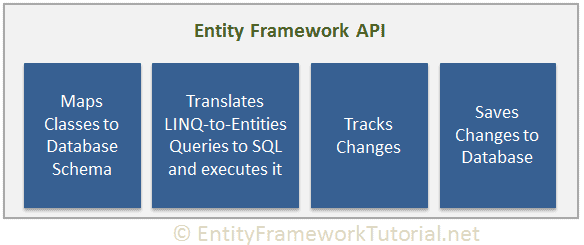 Entity Framework API
Maps
Classes to
Database
Schema
Translates
LINQ-to-Entities
Queries to SQL
and executes it
Tracks
Changes
Saves
Changes to
Database
© EntityFrameworkTutorial.net